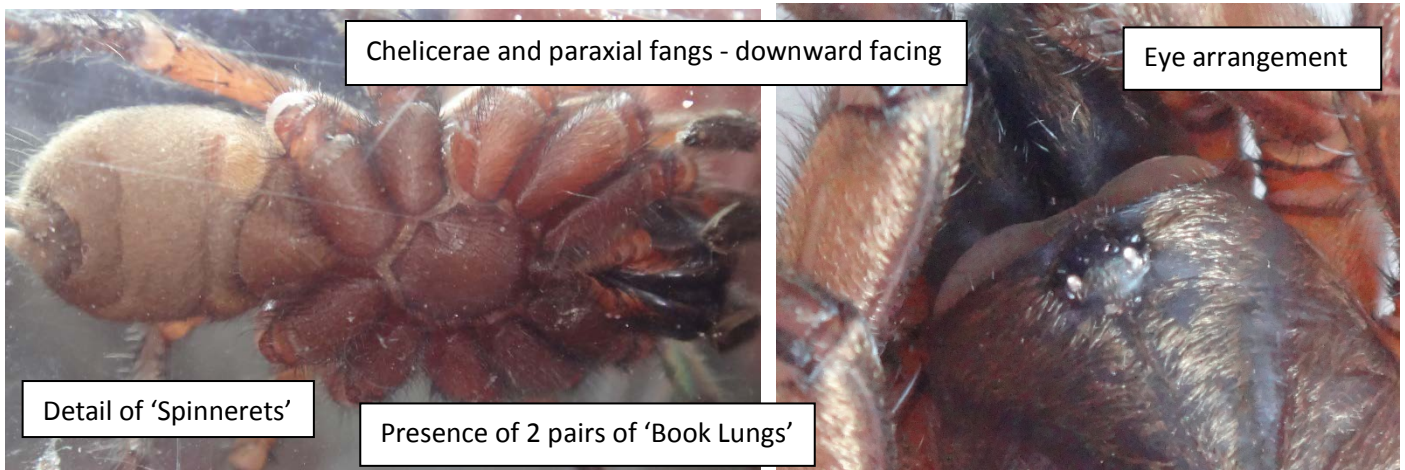 Chelicerae and paraxial fangs - downward facing
Eye arrangement
Detail of ‘Spinnerets’
Presence of 2 pairs of ‘Book Lungs’